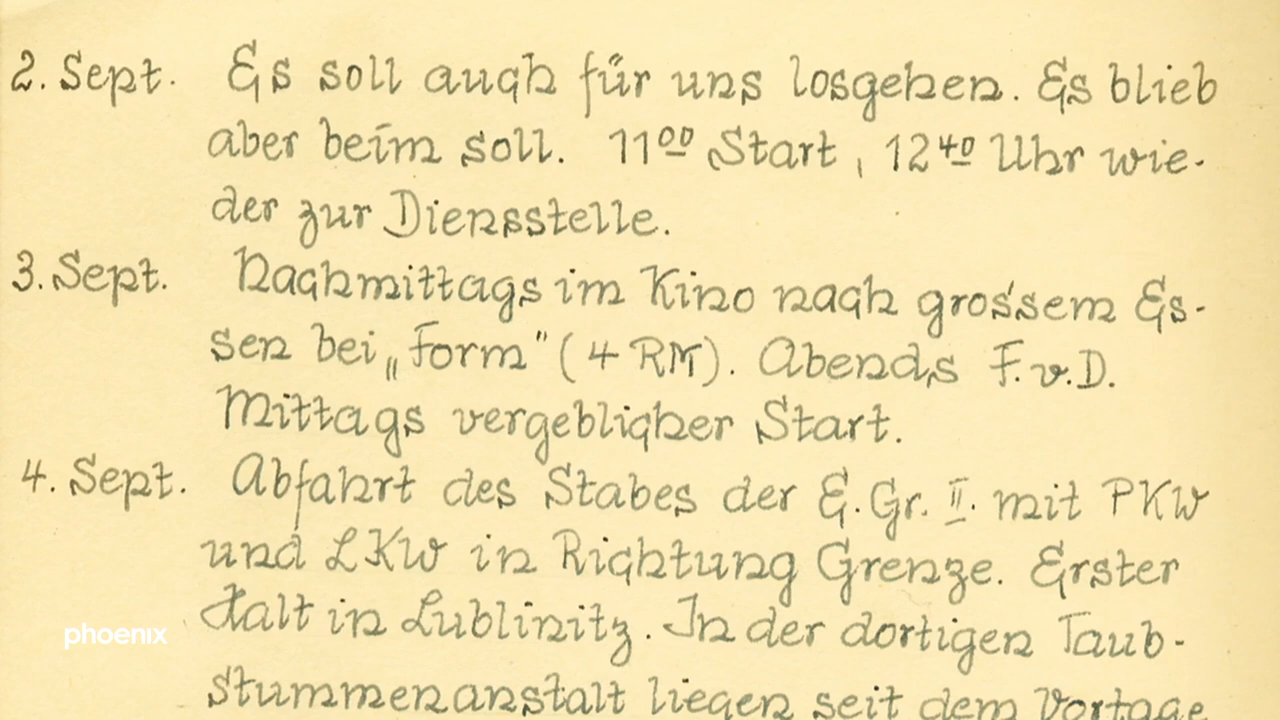 2. Sept. Es soll auch für uns losgehen. Es blieb
aber beim soll. 11⁰⁰ Start, 12⁴⁰ Uhr wie-
der zur Diensstelle.
3. Sept. Nachmittags im Kino nach grossem Es-
sen bei „Form" (4 RM). Abends F.v.D.
Mittags vergeblicher Start.
4. Sept. Abfahrt des Stabes der E.Gr. II. mit PKW
und LKW in Richtung Grenze. Erster
Halt in Lublinitz. In der dortigen Taub-
stummenanstalt liegen seit dem Vortage
phoenix